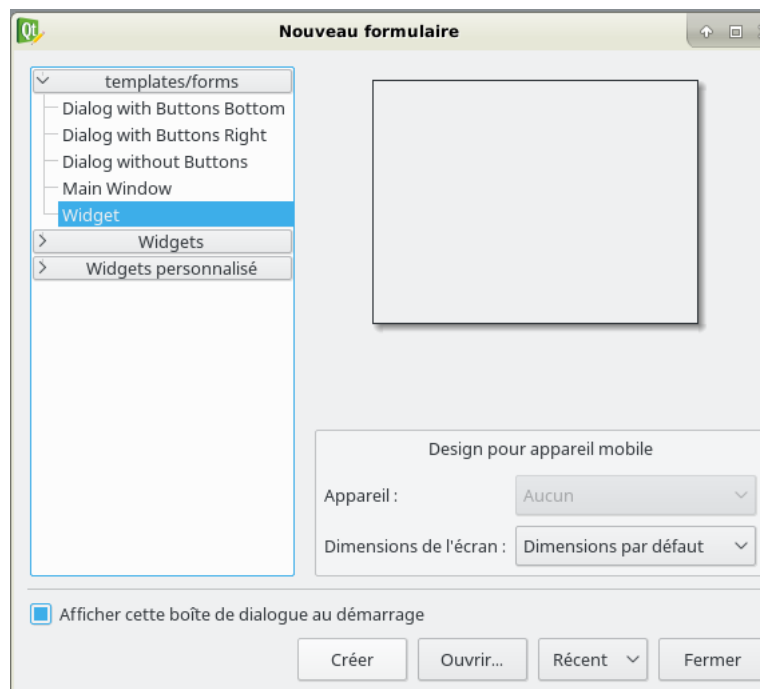 Nouveau formulaire
templates/forms
Dialog with Buttons Bottom
Dialog with Buttons Right
Dialog without Buttons
Main Window
Widget
Widgets
Widgets personnalisé
Design pour appareil mobile
Appareil : Aucun
Dimensions de l'écran : Dimensions par défaut
Afficher cette boîte de dialogue au démarrage
Créer Ouvrir... Récent Fermer